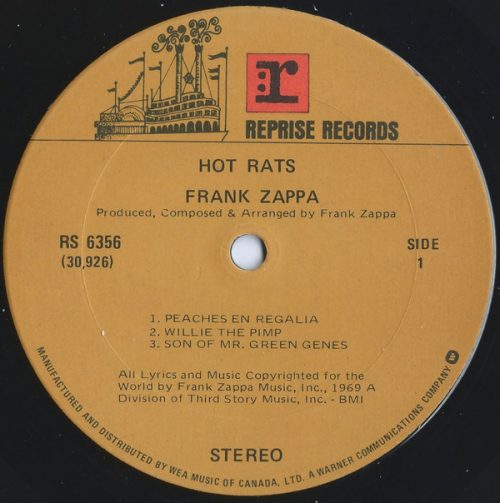 r
REPRISE RECORDS
HOT RATS
FRANK ZAPPA
Produced, Composed & Arranged by Frank Zappa
RS 6356
(30,926)
SIDE
1
1. PEACHES EN REGALIA
2. WILLIE THE PIMP
3. SON OF MR. GREEN GENES
All Lyrics and Music Copyrighted for the
World by Frank Zappa Music, Inc., 1969 A
Division of Third Story Music, Inc. - BMI
STEREO
MANUFACTURED AND DISTRIBUTED BY WEA MUSIC OF CANADA, LTD. A WARNER COMMUNICATIONS COMPANY